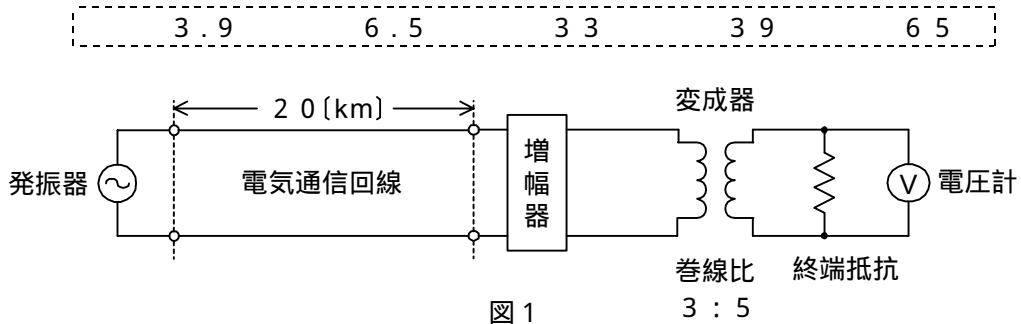 3.9 6.5 33 39 65
20〔km〕
変成器
発振器
電気通信回線
増幅器
V
電圧計
巻線比
3:5
終端抵抗
図1